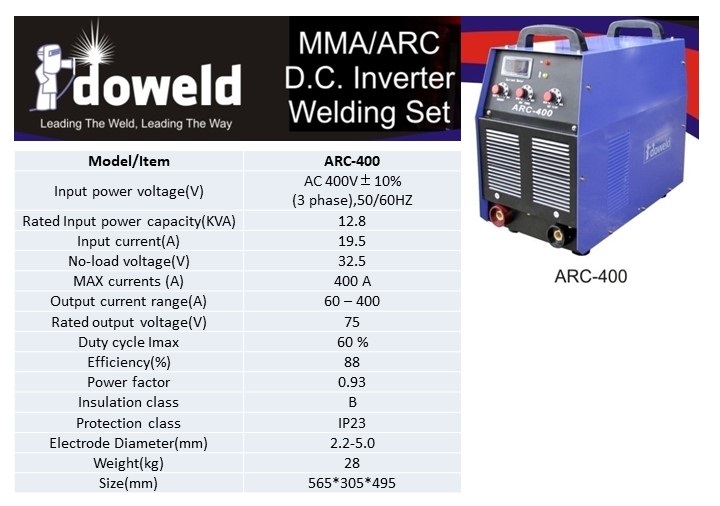 doweld
Leading The Weld, Leading The Way
MMA/ARC
D.C. Inverter
Welding Set
ARC-400
doweld
ARC-400
Model/Item ARC-400
Input power voltage(V) AC 400V± 10%
(3 phase),50/60HZ
Rated Input power capacity(KVA) 12.8
Input current(A) 19.5
No-load voltage(V) 32.5
MAX currents (A) 400 A
Output current range(A) 60 – 400
Rated output voltage(V) 75
Duty cycle Imax 60 %
Efficiency(%) 88
Power factor 0.93
Insulation class B
Protection class IP23
Electrode Diameter(mm) 2.2-5.0
Weight(kg) 28
Size(mm) 565*305*495